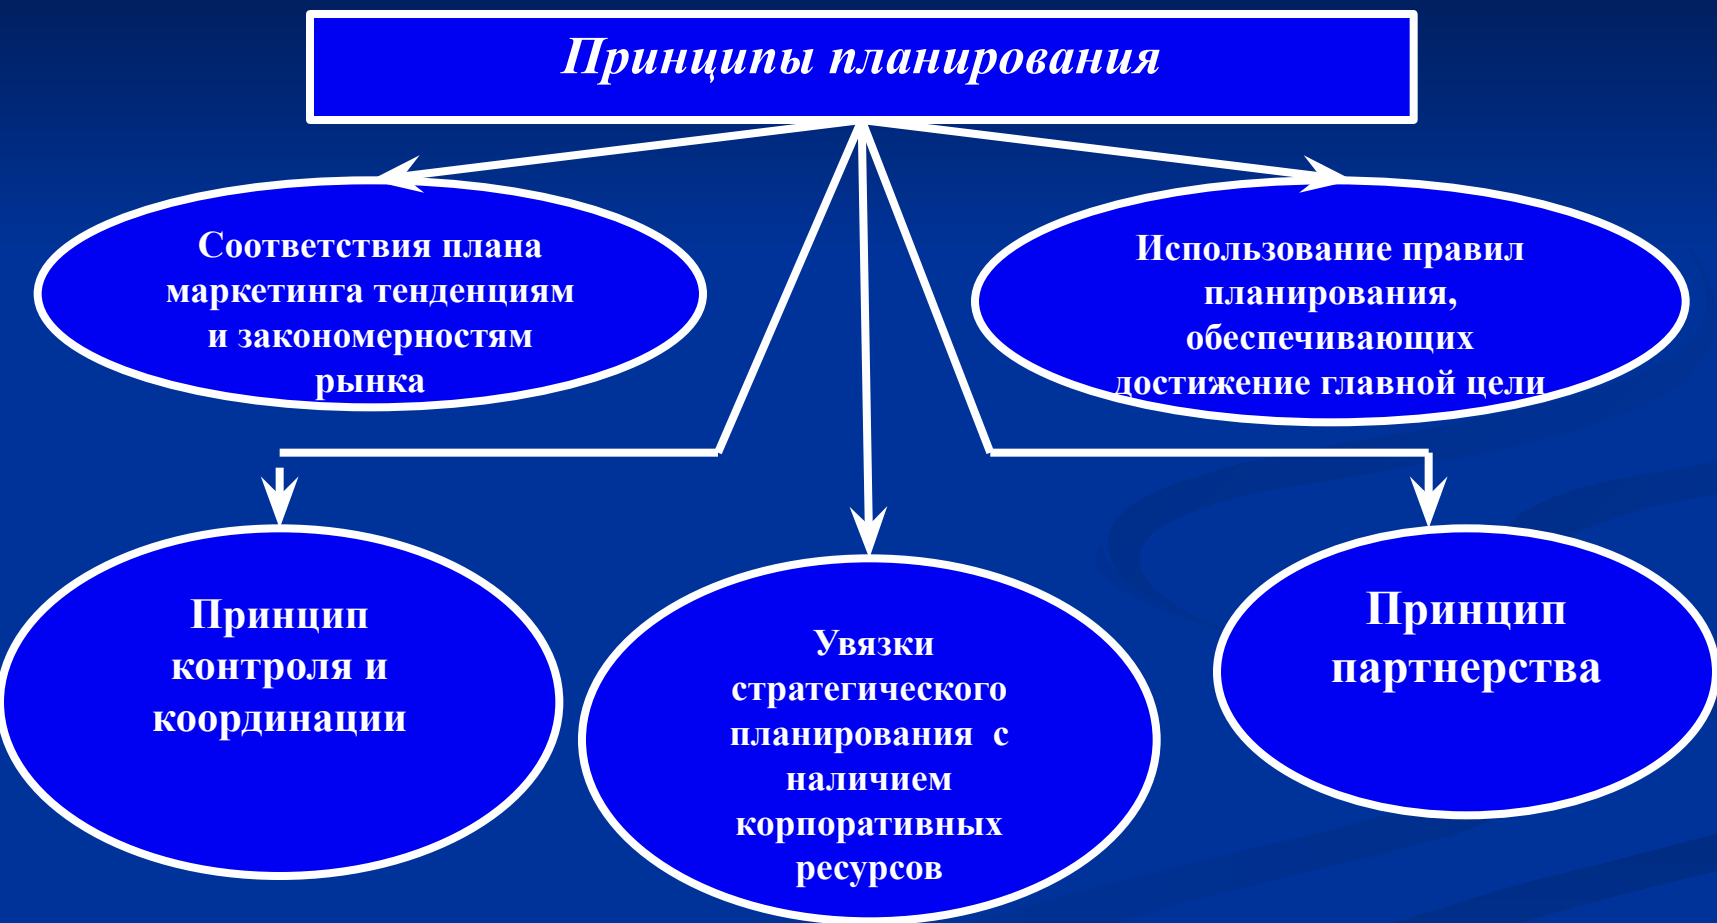 Принципы планирования
Соответствия плана
маркетинга тенденциям
и закономерностям
рынка
Использование правил
планирования,
обеспечивающих
достижение главной цели
Принцип
контроля и
координации
Увязки
стратегического
планирования с
наличием
корпоративных
ресурсов
Принцип
партнерства